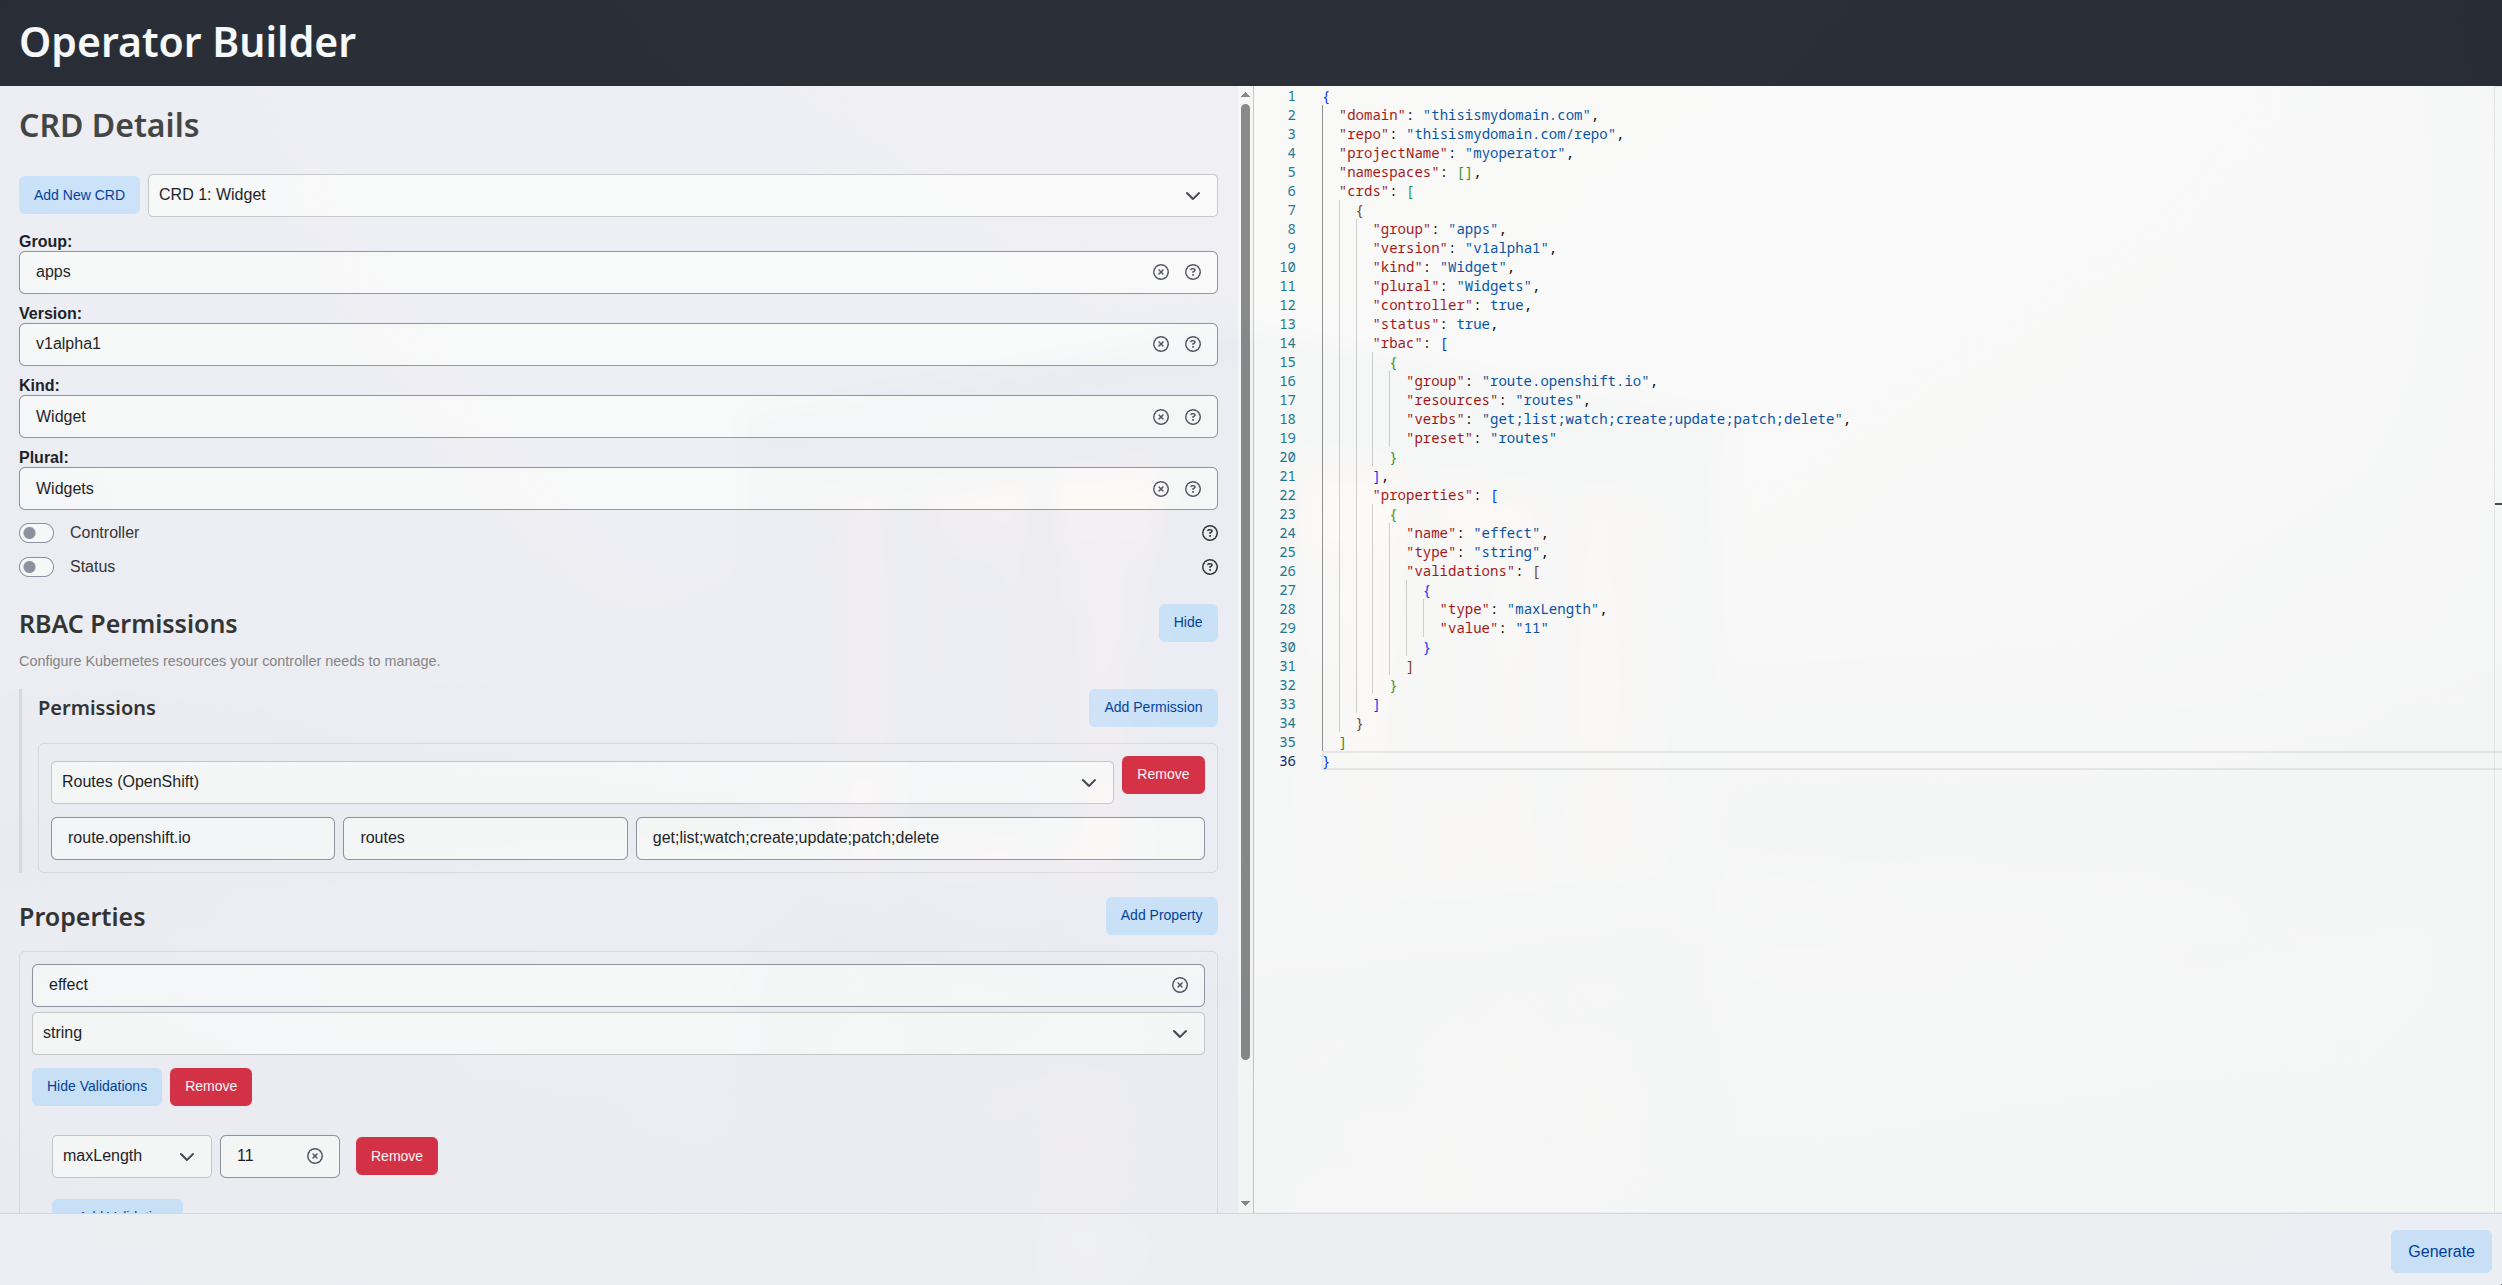 Operator Builder
CRD Details
Add New CRD
CRD 1: Widget
Group:
apps
Version:
v1alpha1
Kind:
Widget
Plural:
Widgets
Controller
Status
RBAC Permissions
Hide
Configure Kubernetes resources your controller needs to manage.
Permissions
Add Permission
Routes (OpenShift)
Remove
route.openshift.io
routes
get;list;watch;create;update;patch;delete
Properties
Add Property
effect
string
Hide Validations
Remove
maxLength
11
Remove
1 {
2 "domain": "thisismydomain.com",
3 "repo": "thisismydomain.com/repo",
4 "projectName": "myoperator",
5 "namespaces": [],
6 "crds": [
7 {
8 "group": "apps",
9 "version": "v1alpha1",
10 "kind": "Widget",
11 "plural": "Widgets",
12 "controller": true,
13 "status": true,
14 "rbac": [
15 {
16 "group": "route.openshift.io",
17 "resources": "routes",
18 "verbs": "get;list;watch;create;update;patch;delete",
19 "preset": "routes"
20 }
21 ],
22 "properties": [
23 {
24 "name": "effect",
25 "type": "string",
26 "validations": [
27 {
28 "type": "maxLength",
29 "value": "11"
30 }
31 ]
32 }
33 ]
34 }
35 ]
36 }
Generate